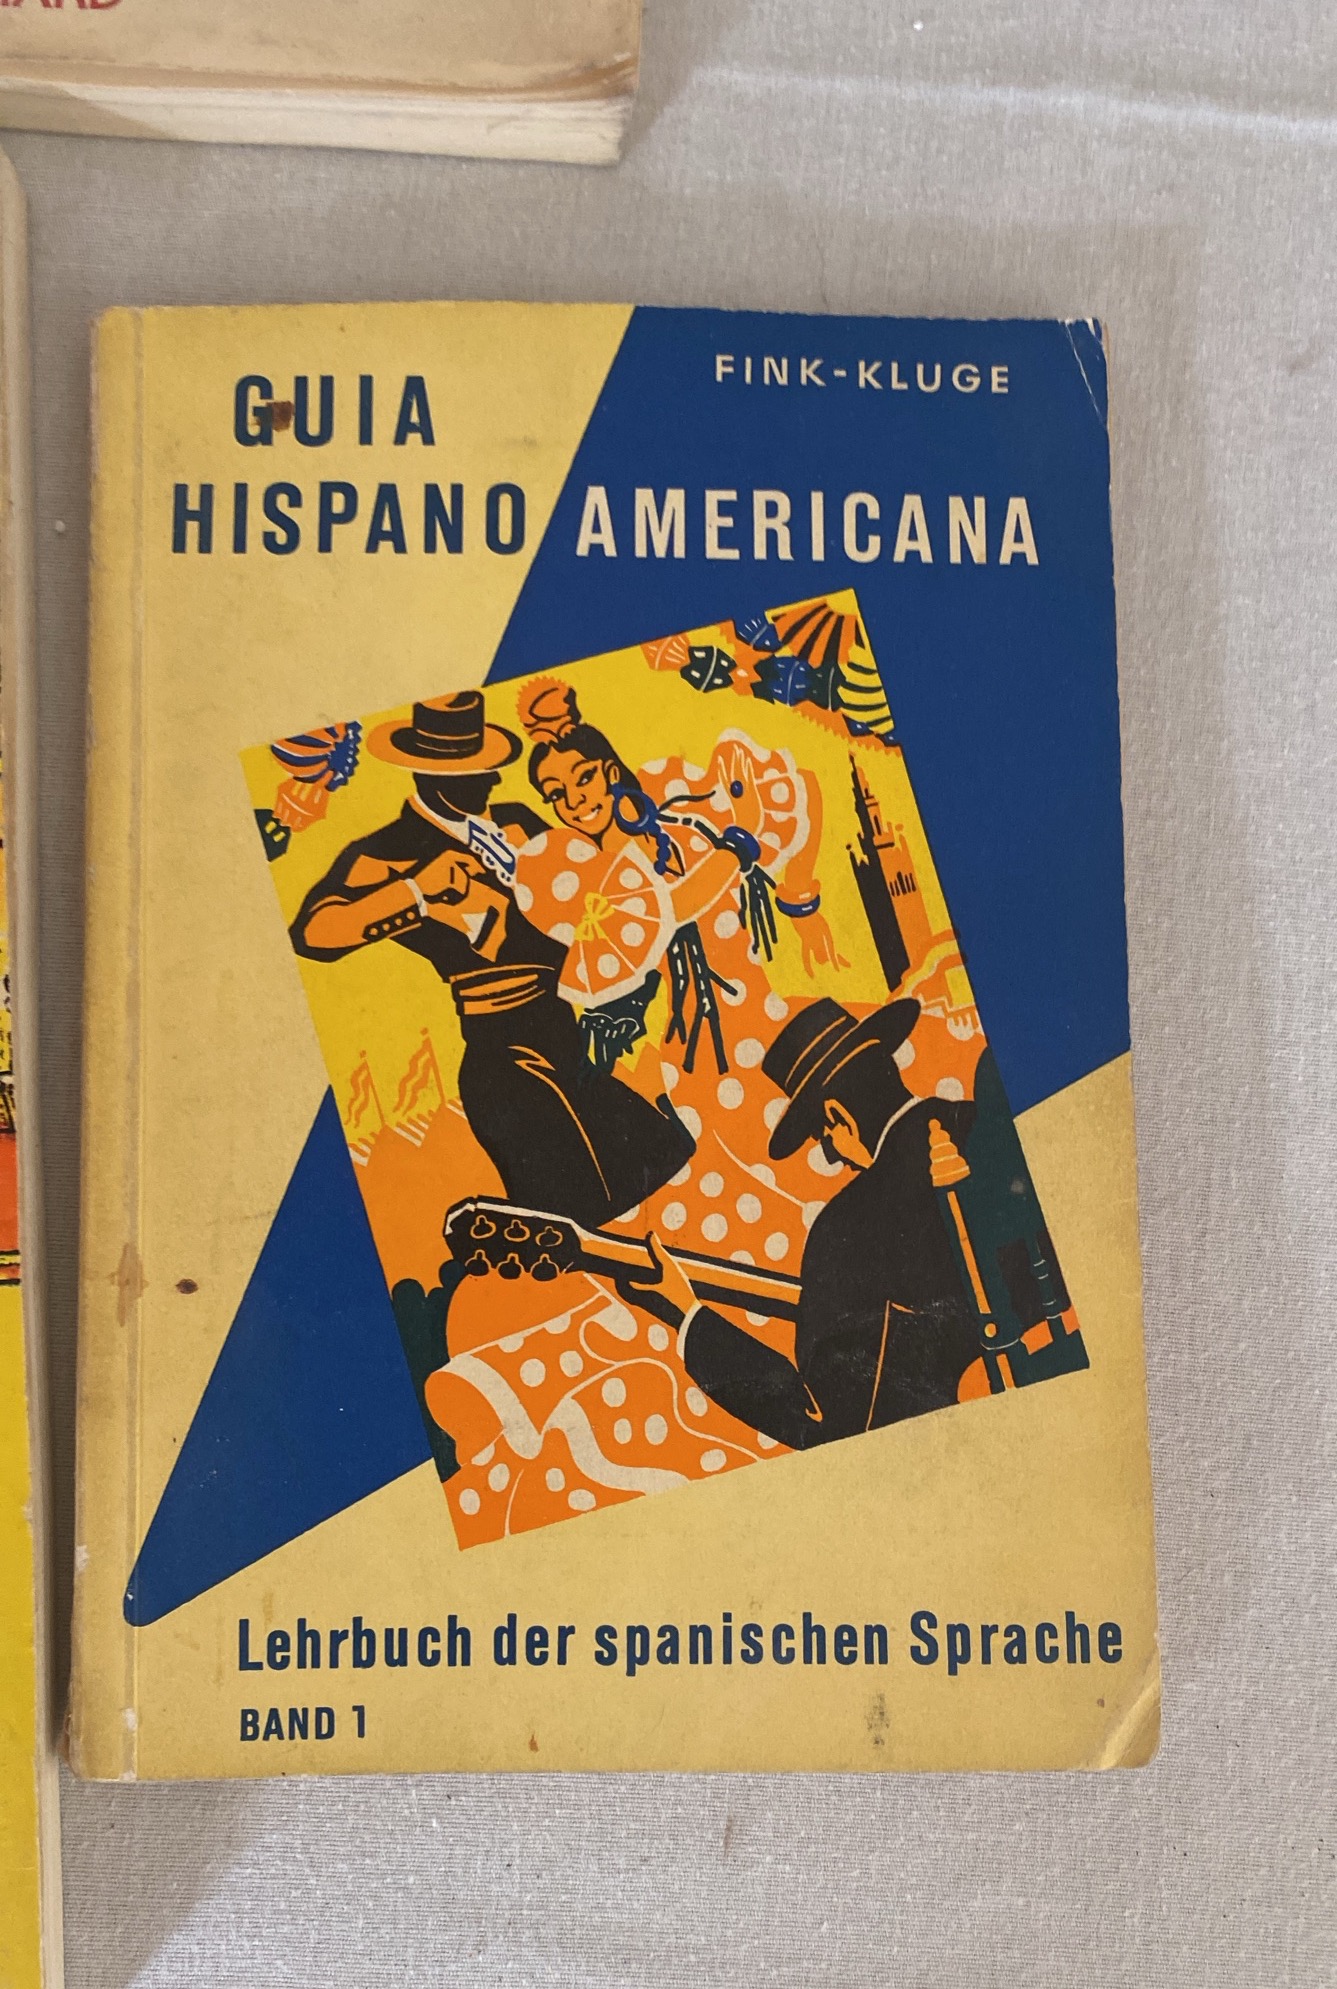 FINK-KLUGE
GUIA
HISPANO AMERICANA
Lehrbuch der spanischen Sprache
BAND 1